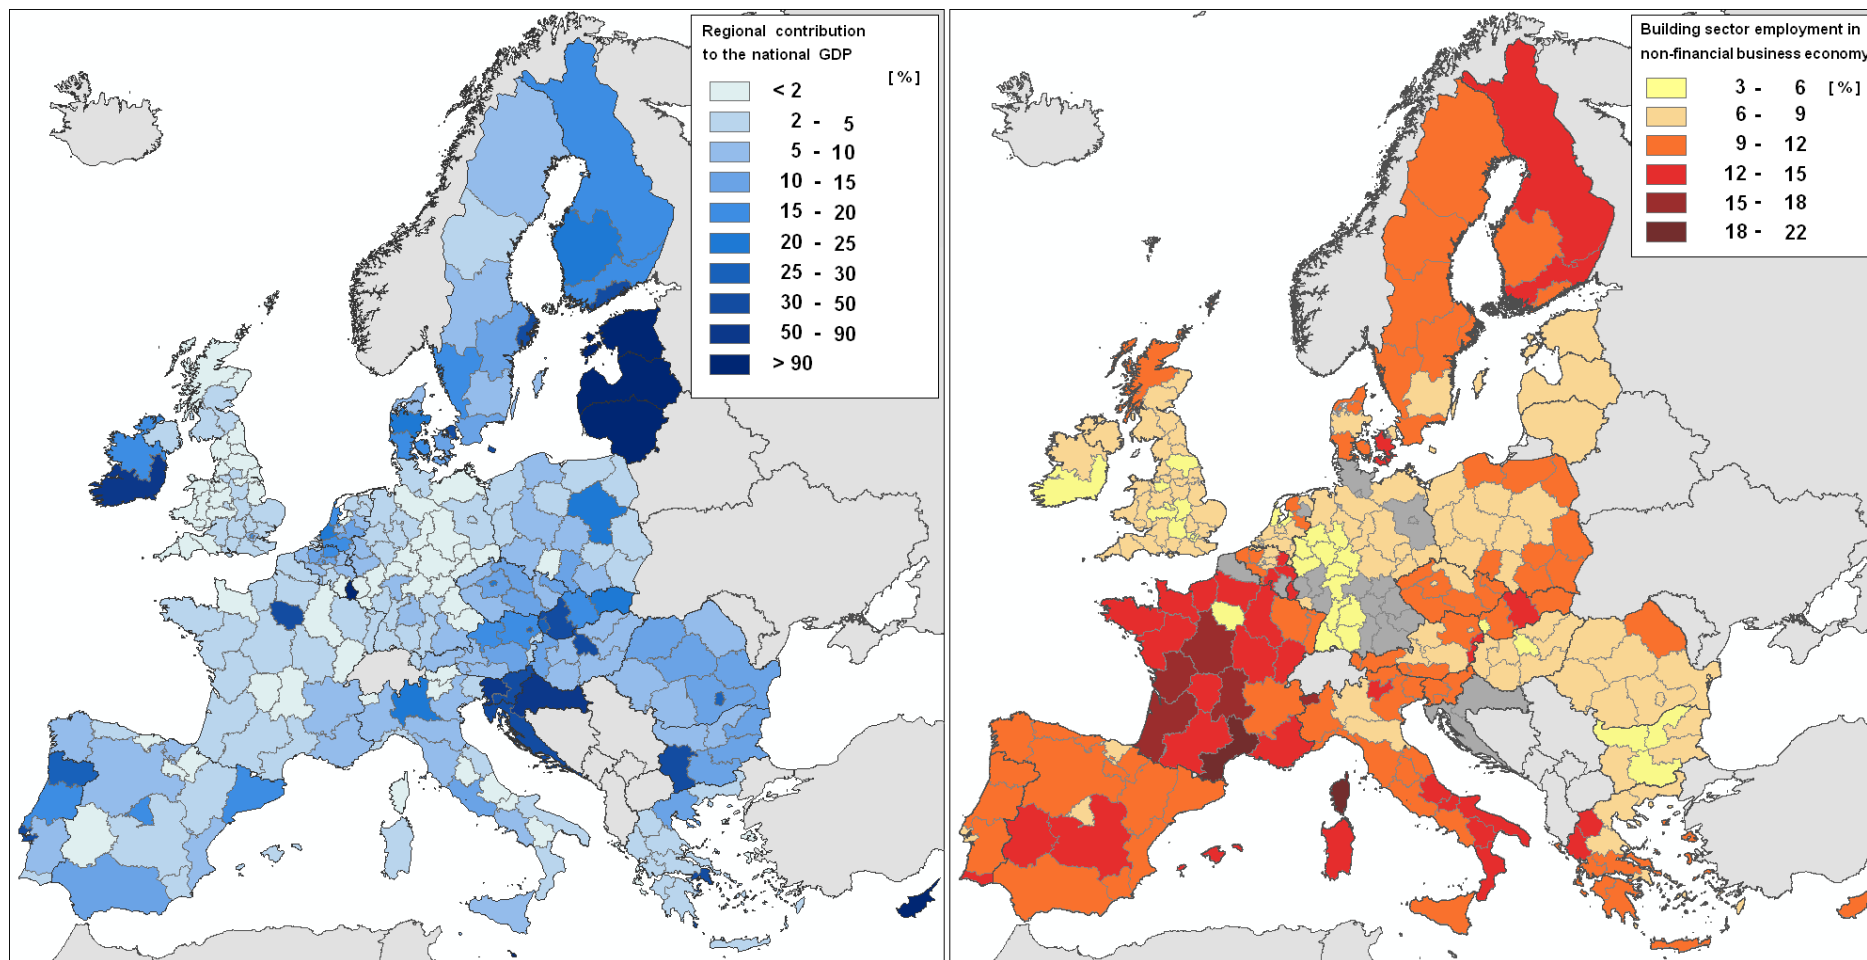 Regional contribution
to the national GDP
[%]
< 2
2 - 5
5 - 10
10 - 15
15 - 20
20 - 25
25 - 30
30 - 50
50 - 90
> 90
Building sector employment in
non-financial business economy
3 - 6 [%]
6 - 9
9 - 12
12 - 15
15 - 18
18 - 22